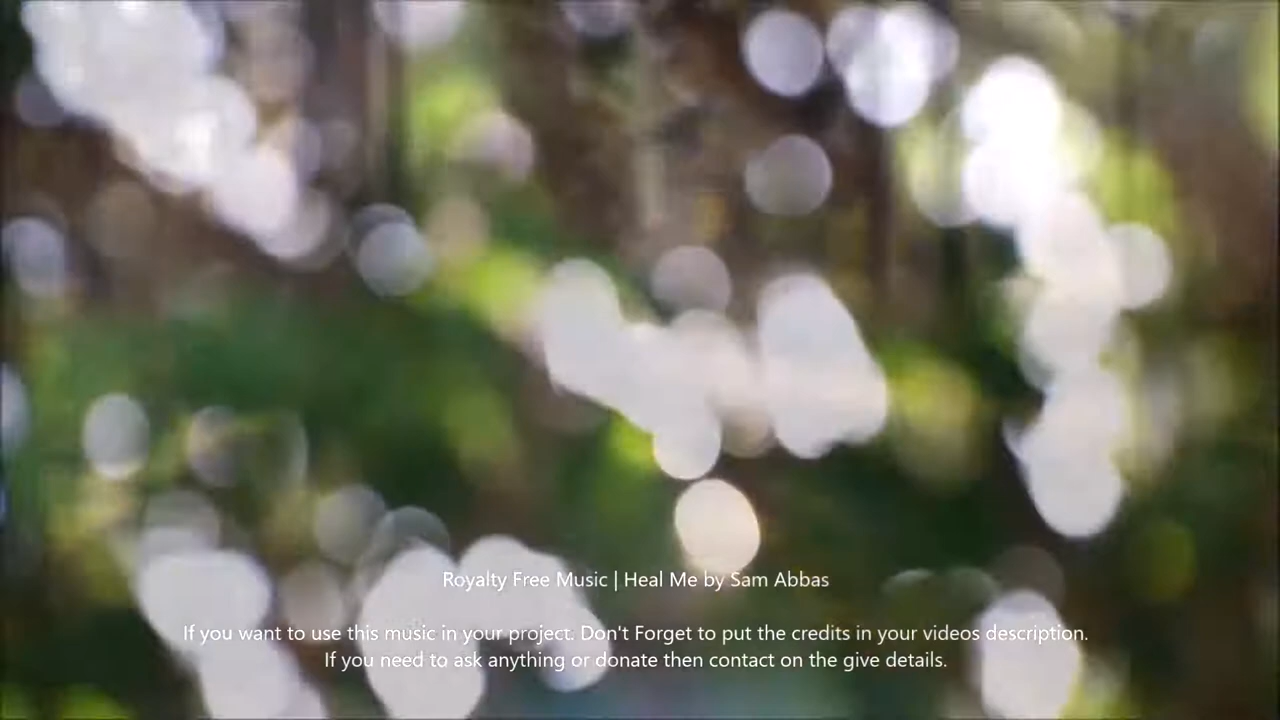 Royalty Free Music | Heal Me by Sam Abbas
If you want to use this music in your project. Don't Forget to put the credits in your videos description.
If you need to ask anything or donate then contact on the give details.